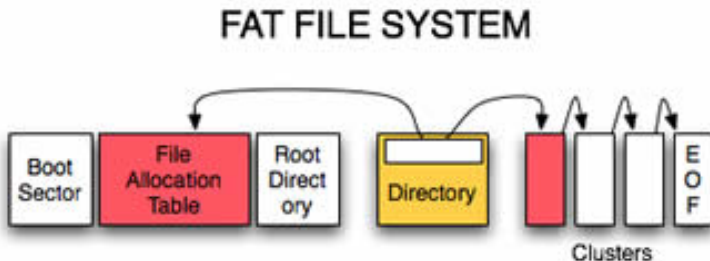 FAT FILE SYSTEM
Boot
Sector
File
Allocation
Table
Root
Direct
ory
Directory
E
O
F
Clusters